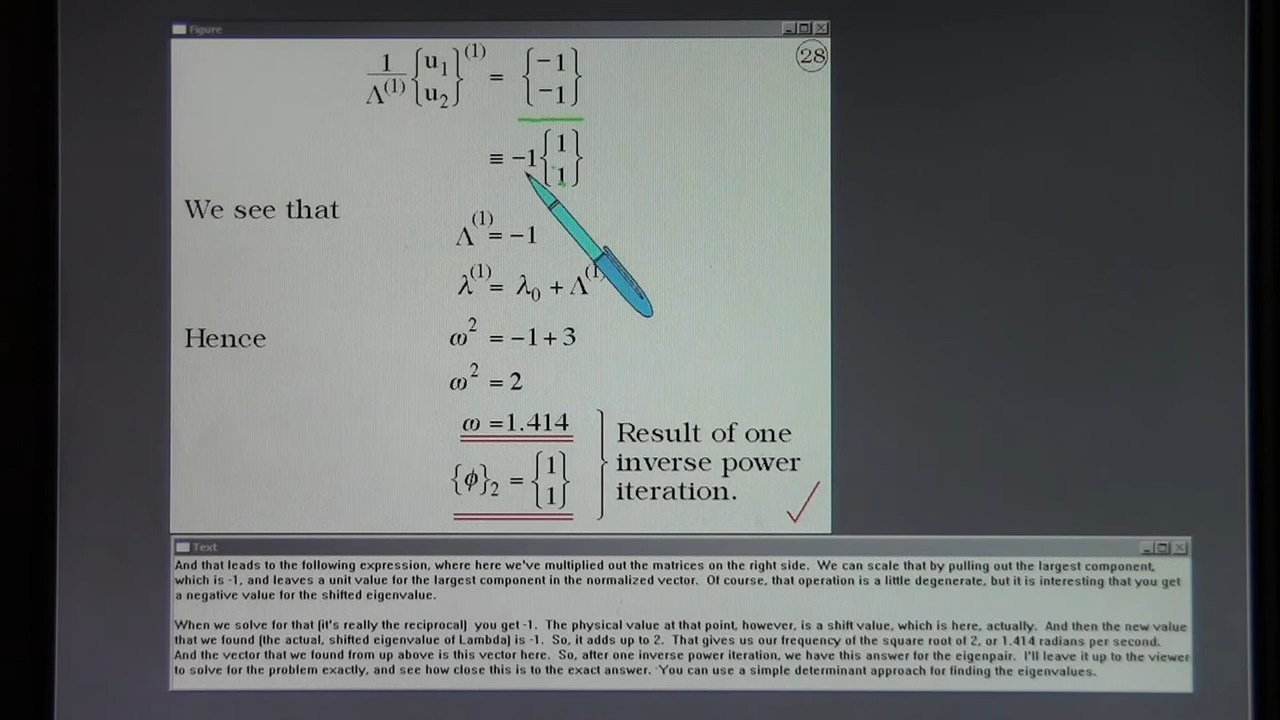 Figure
28
1/Λ(1) {u1 u2}(1) = {−1 −1}
≡ −1{1 1}
We see that
Λ(1) = −1
λ(1) = λ0 + Λ(1)
Hence
ω2 = −1 + 3
ω2 = 2
ω = 1.414
{ϕ}2 = {1 1}
Result of one
inverse power
iteration.
Text
And that leads to the following expression, where here we've multiplied out the matrices on the right side. We can scale that by pulling out the largest component,
which is -1, and leaves a unit value for the largest component in the normalized vector. Of course, that operation is a little degenerate, but it is interesting that you get
a negative value for the shifted eigenvalue.
When we solve for that (it's really the reciprocal) you get -1. The physical value at that point, however, is a shift value, which is here, actually. And then the new value
that we found (the actual, shifted eigenvalue of Lambda) is -1. So, it adds up to 2. That gives us our frequency of the square root of 2, or 1.414 radians per second.
And the vector that we found from up above is this vector here. So, after one inverse power iteration, we have this answer for the eigenpair. I'll leave it up to the viewer
to solve for the problem exactly, and see how close this is to the exact answer. You can use a simple determinant approach for finding the eigenvalues.